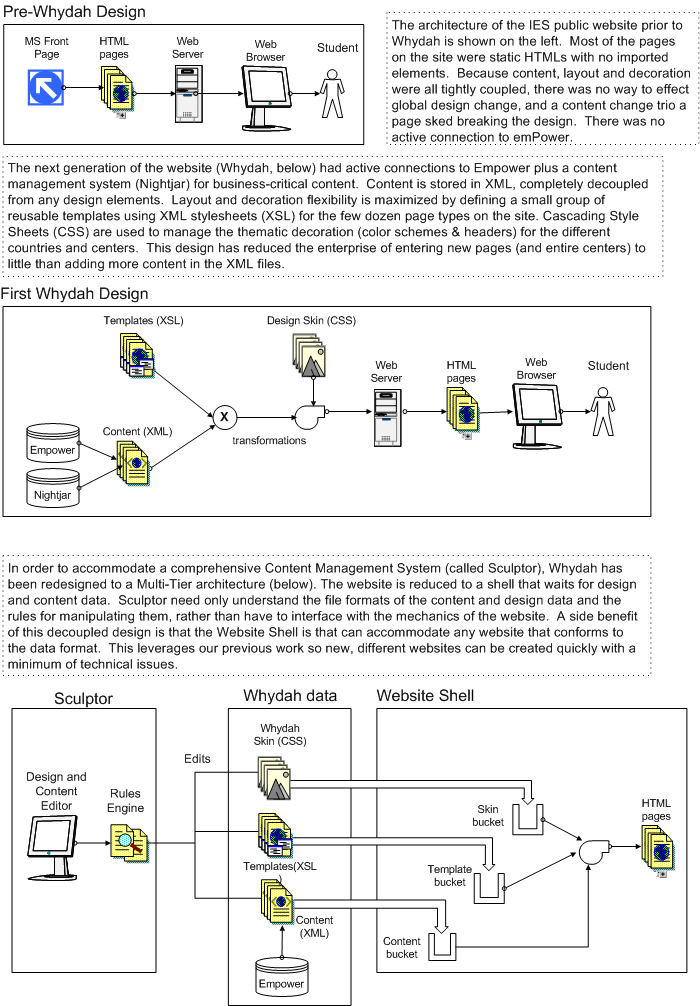 Pre-Whydah Design
MS Front
Page
HTML
pages
Web
Server
Web
Browser
Student
The architecture of the IES public website prior to
Whydah is shown on the left.  Most of the pages
on the site were static HTMLs with no imported
elements.  Because content, layout and decoration
were all tightly coupled, there was no way to effect
global design change, and a content change trio a
page sked breaking the design.  There was no
active connection to emPower.
The next generation of the website (Whydah, below) had active connections to Empower plus a content
management system (Nightjar) for business-critical content.  Content is stored in XML, completely decoupled
from any design elements.  Layout and decoration flexibility is maximized by defining a small group of
reusable templates using XML stylesheets (XSL) for the few dozen page types on the site. Cascading Style
Sheets (CSS) are used to manage the thematic decoration (color schemes & headers) for the different
countries and centers.  This design has reduced the enterprise of entering new pages (and entire centers) to
little than adding more content in the XML files.
First Whydah Design
Templates (XSL)
Design Skin (CSS)
Web
Server
HTML
pages
Web
Browser
Student
X
transformations
Content (XML)
Empower
Nightjar
In order to accommodate a comprehensive Content Management System (called Sculptor), Whydah has
been redesigned to a Multi-Tier architecture (below). The website is reduced to a shell that waits for design
and content data.  Sculptor need only understand the file formats of the content and design data and the
rules for manipulating them, rather than have to interface with the mechanics of the website.  A side benefit
of this decoupled design is that the Website Shell is that can accommodate any website that conforms to
the data format.  This leverages our previous work so new, different websites can be created quickly with a
minimum of technical issues.
Sculptor
Whydah data
Website Shell
Design and
Content
Editor
Rules
Engine
Edits
Whydah
Skin (CSS)
Templates(XSL
)
Content
(XML)
Empower
Skin
bucket
Template
bucket
Content
bucket
HTML
pages